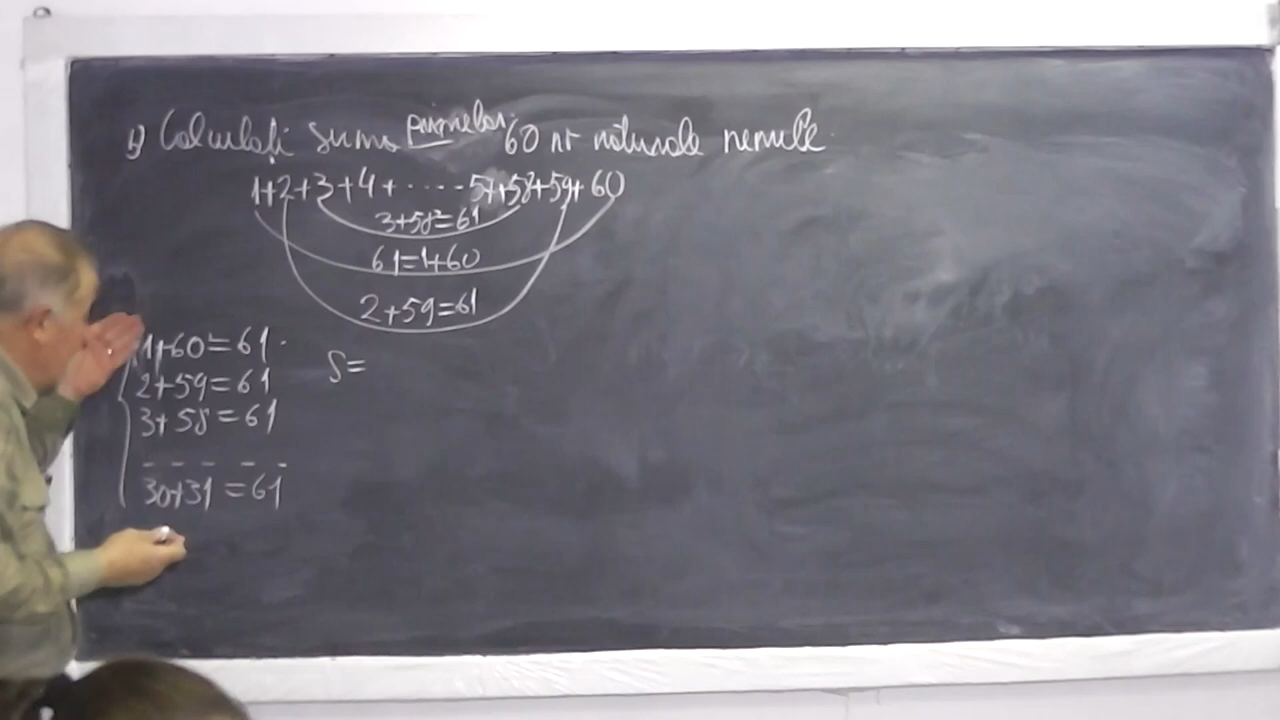 b) Calculați suma primelor 60 nr naturale nenule.
1+2+3+4+.....57+58+59+60
3+58=61
61=1+60
2+59=61
1+60=61.
2+59=61
3+58=61
- - - - -
30+31=61
S=